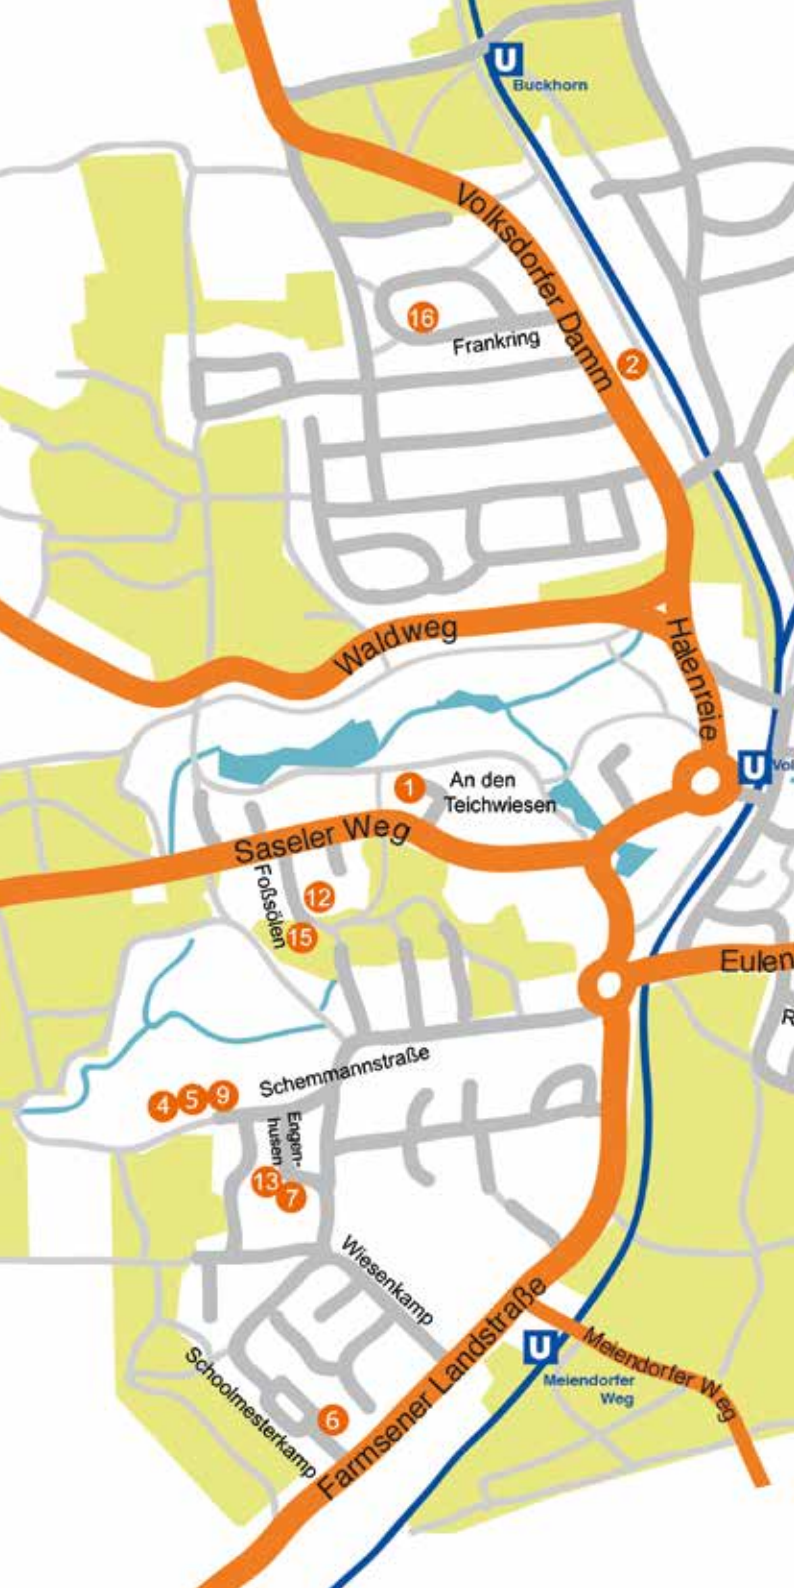 U
Buckhorn
Volksdorfer Damm
16
Frankring
2
Waldweg
Halenreie
U
1
An den
Teichwiesen
Saseler Weg
Foßsölen
12
15
Eulen
R
Schemmannstraße
4 5 9
Engen-
husen
13
7
Wiesenkamp
Farmsener Landstraße
U
Meiendorfer
Weg
Meiendorfer Weg
Schoolmesterkamp
6